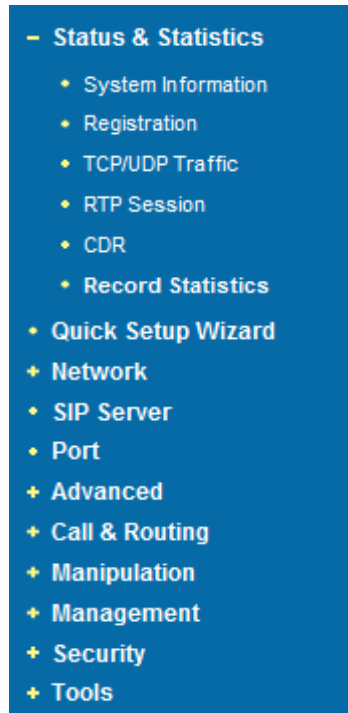 Status & Statistics
System Information
Registration
TCP/UDP Traffic
RTP Session
CDR
Record Statistics
Quick Setup Wizard
Network
SIP Server
Port
Advanced
Call & Routing
Manipulation
Management
Security
Tools